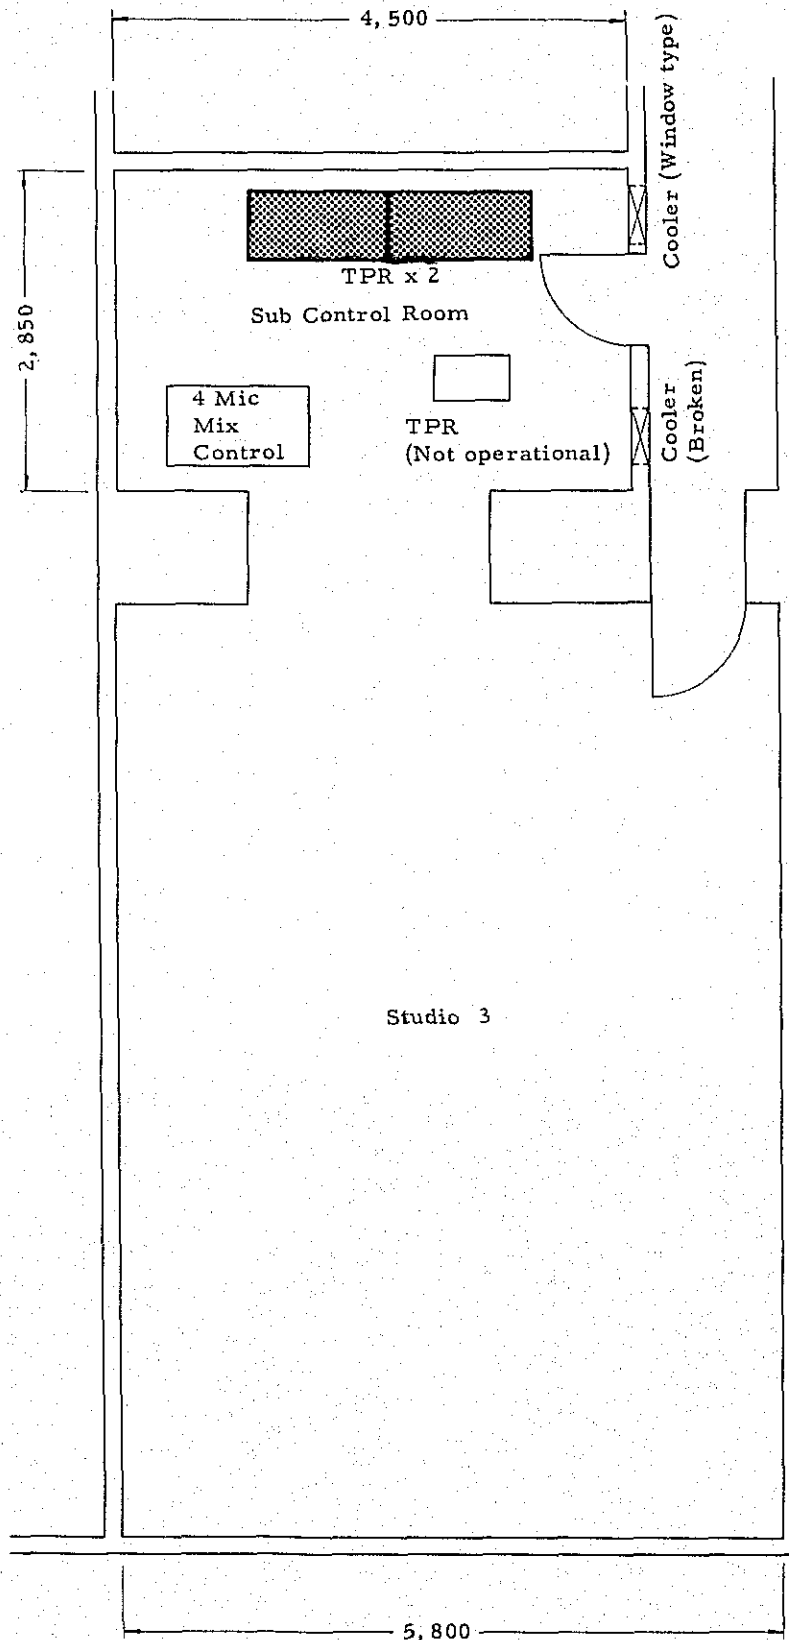 4,500
Cooler (Window type)
TPR x 2
Sub Control Room
2,850
4 Mic
Mix
Control
TPR
(Not operational)
Cooler
(Broken)
Studio 3
5,800